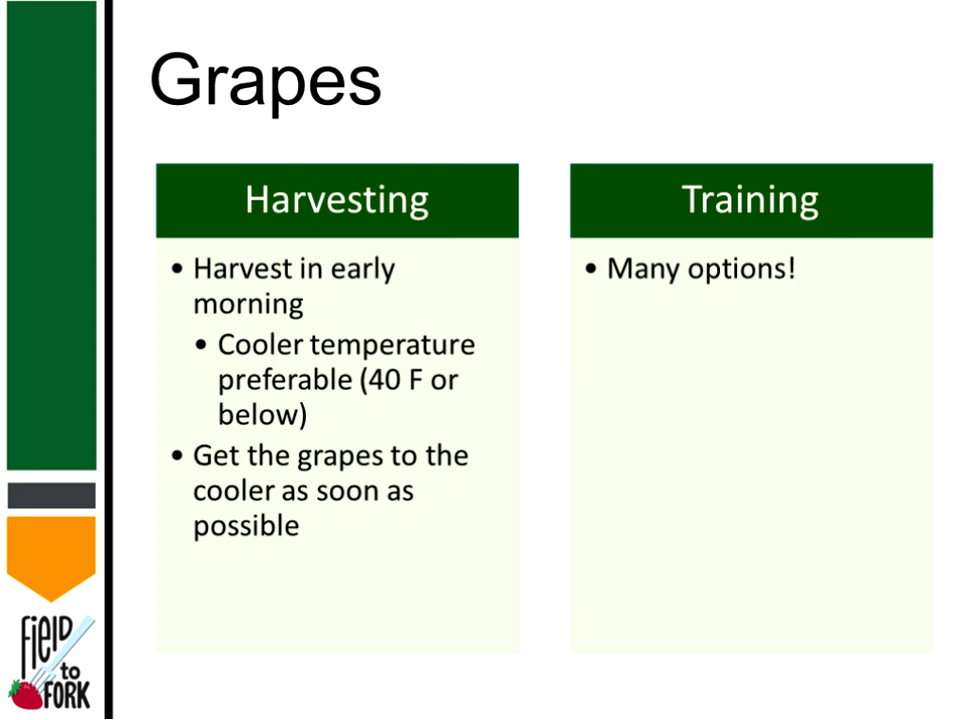 Grapes
Harvesting
• Harvest in early
morning
• Cooler temperature
preferable (40 F or
below)
• Get the grapes to the
cooler as soon as
possible
Training
• Many options!
FiELD
to
FORK